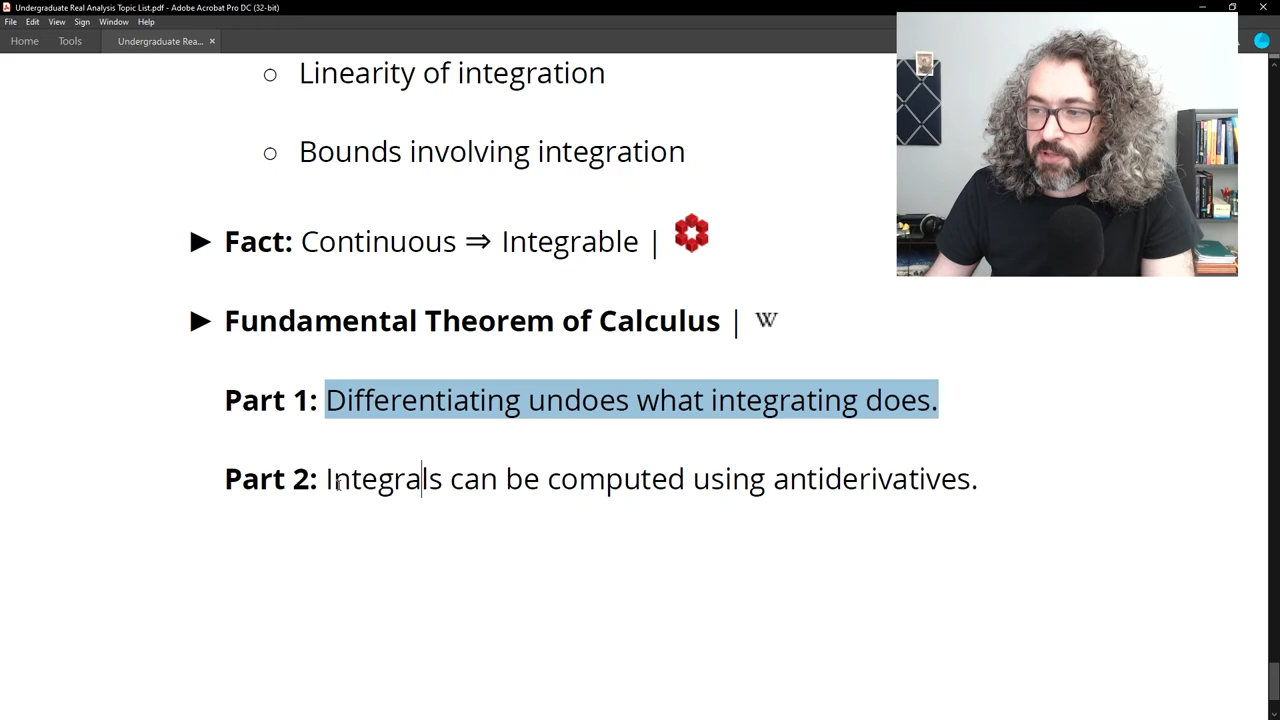 Undergraduate Real Analysis Topic List.pdf - Adobe Acrobat Pro DC (32-bit)
File Edit View Sign Window Help
Home Tools Undergraduate Rea... ×
○ Linearity of integration
○ Bounds involving integration
► Fact: Continuous ⇒ Integrable |
► Fundamental Theorem of Calculus | W
Part 1: Differentiating undoes what integrating does.
Part 2: Integrals can be computed using antiderivatives.